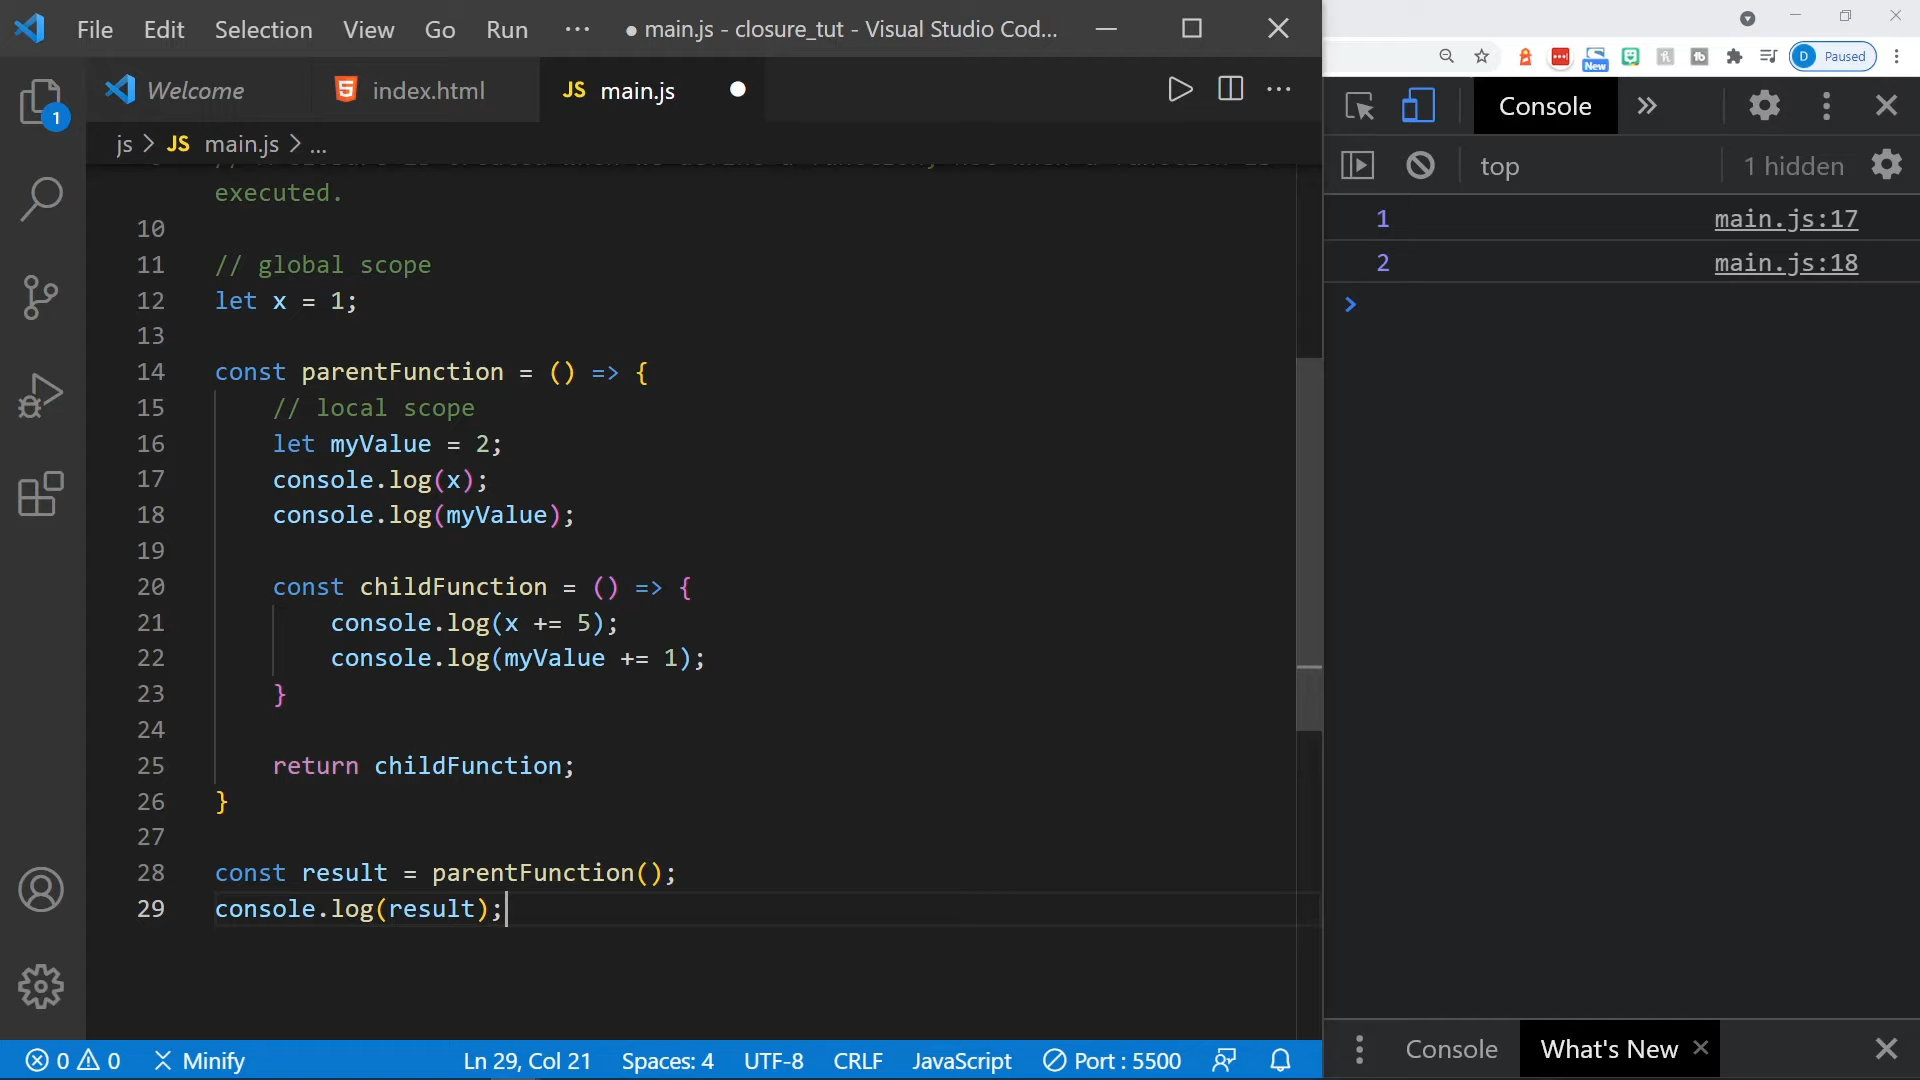 File Edit Selection View Go Run ··· ● main.js - closure_tut - Visual Studio Cod...
Welcome index.html JS main.js
js > JS main.js > ...
executed.
10
11 // global scope
12 let x = 1;
13
14 const parentFunction = () => {
15 // local scope
16 let myValue = 2;
17 console.log(x);
18 console.log(myValue);
19
20 const childFunction = () => {
21 console.log(x += 5);
22 console.log(myValue += 1);
23 }
24
25 return childFunction;
26 }
27
28 const result = parentFunction();
29 console.log(result);
1
0 0 Minify Ln 29, Col 21 Spaces: 4 UTF-8 CRLF JavaScript Port : 5500
New D Paused
Console
top 1 hidden
1 main.js:17
2 main.js:18
>
Console What's New